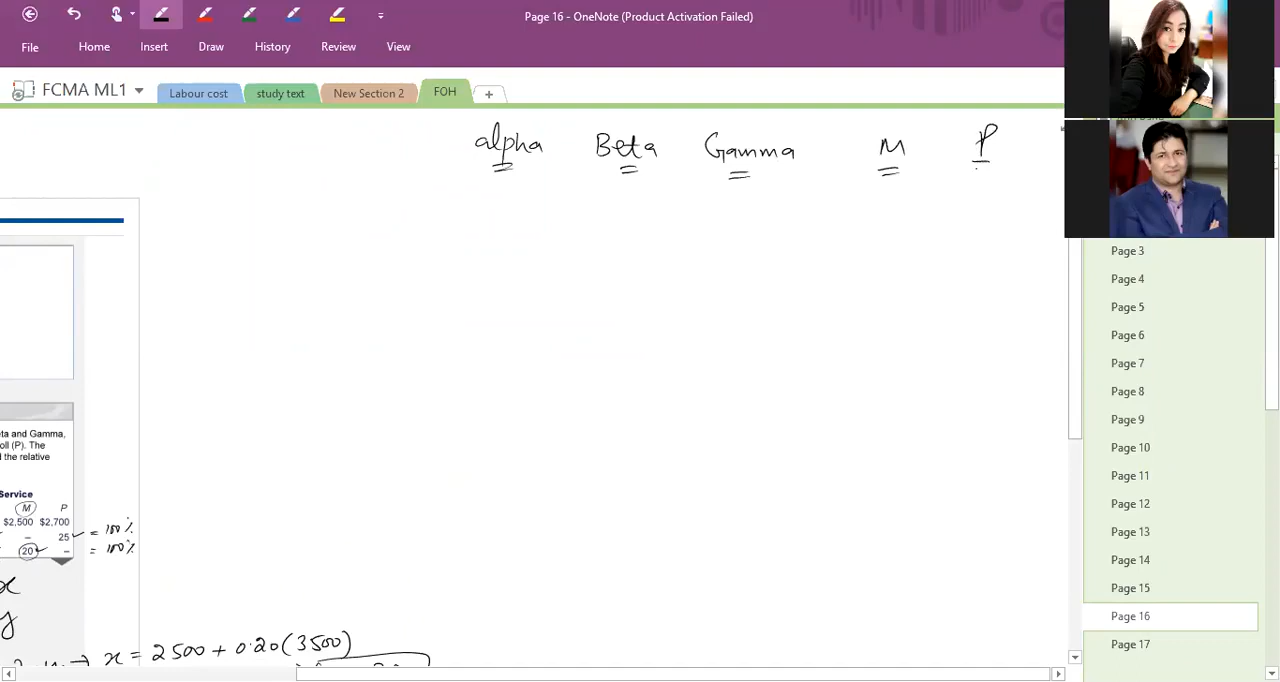 Page 16 - OneNote (Product Activation Failed)
File Home Insert Draw History Review View
FCMA ML1 Labour cost study text New Section 2 FOH
alpha Beta Gamma M P
Page 3
Page 4
Page 5
Page 6
Page 7
Page 8
Page 9
Page 10
Page 11
Page 12
Page 13
Page 14
Page 15
Page 16
Page 17
eta and Gamma,
oll (P). The
d the relative
Service
M P
$2,500 $2,700
– 25 = 100%
20 – = 100%
x
y
x = 2500 + 0.20(3500)